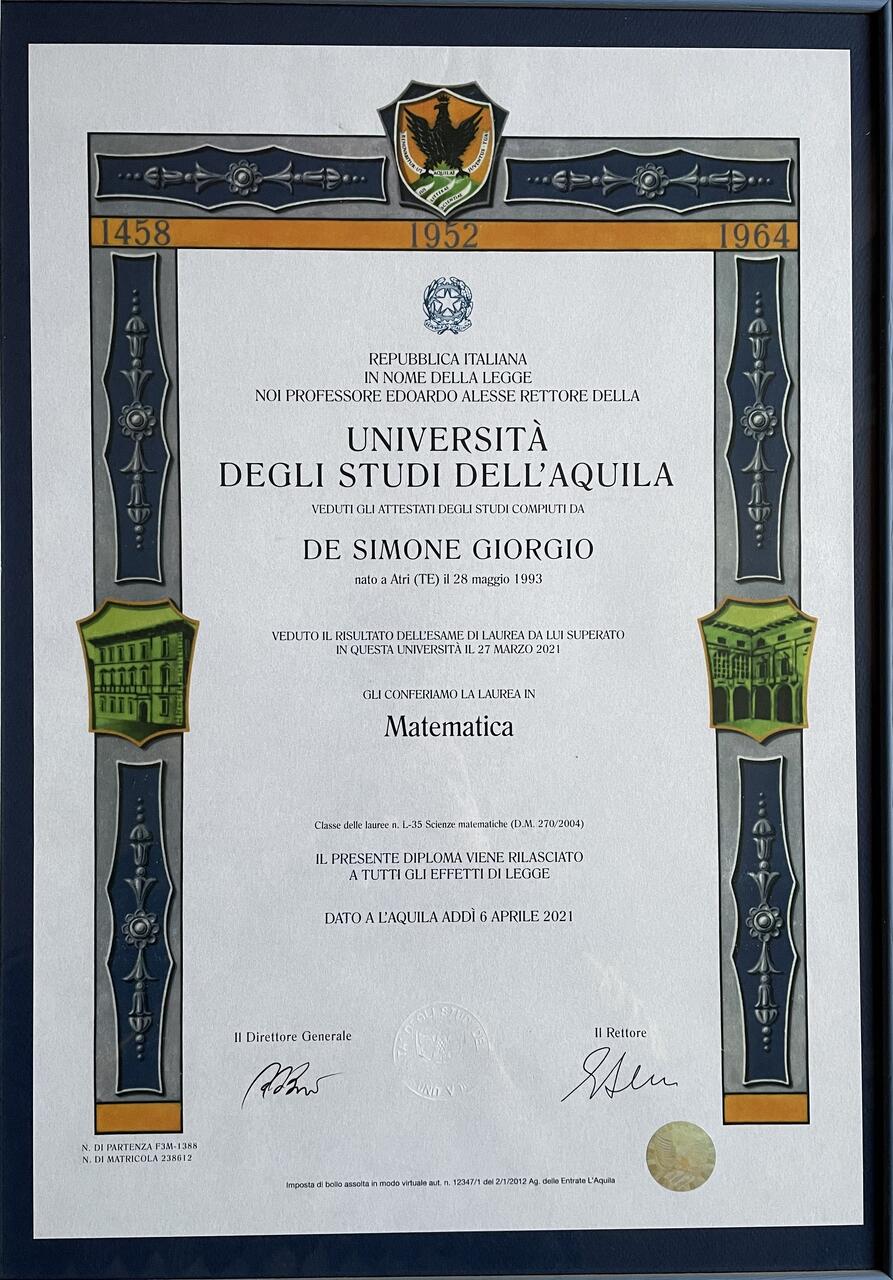 AQUILAE
1458 1952 1964
REPUBBLICA ITALIANA
IN NOME DELLA LEGGE
NOI PROFESSORE EDOARDO ALESSE RETTORE DELLA
UNIVERSITÀ
DEGLI STUDI DELL'AQUILA
VEDUTI GLI ATTESTATI DEGLI STUDI COMPIUTI DA
DE SIMONE GIORGIO
nato a Atri (TE) il 28 maggio 1993
VEDUTO IL RISULTATO DELL'ESAME DI LAUREA DA LUI SUPERATO
IN QUESTA UNIVERSITÀ IL 27 MARZO 2021
GLI CONFERIAMO LA LAUREA IN
Matematica
Classe delle lauree n. L-35 Scienze matematiche (D.M. 270/2004)
IL PRESENTE DIPLOMA VIENE RILASCIATO
A TUTTI GLI EFFETTI DI LEGGE
DATO A L'AQUILA ADDÌ 6 APRILE 2021
Il Direttore Generale
Il Rettore
N. DI PARTENZA F3M-1388
N. DI MATRICOLA 238612
Imposta di bollo assolta in modo virtuale aut. n. 12347/1 del 2/1/2012 Ag. delle Entrate L'Aquila